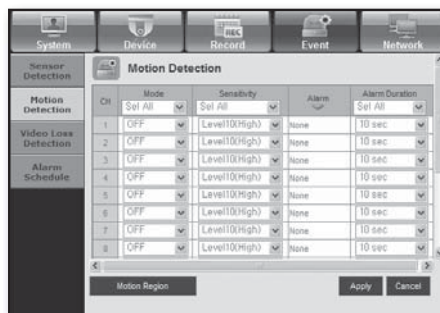 System Device Record Event Network
REC
Sensor Detection
Motion Detection
Video Loss Detection
Alarm Schedule
Motion Detection
CH Mode Sensitivity Alarm Alarm Duration
Sel All Sel All Sel All
1 OFF Level10(High) None 10 sec
2 OFF Level10(High) None 10 sec
3 OFF Level10(High) None 10 sec
4 OFF Level10(High) None 10 sec
5 OFF Level10(High) None 10 sec
6 OFF Level10(High) None 10 sec
7 OFF Level10(High) None 10 sec
8 OFF Level10(High) None 10 sec
Motion Region Apply Cancel